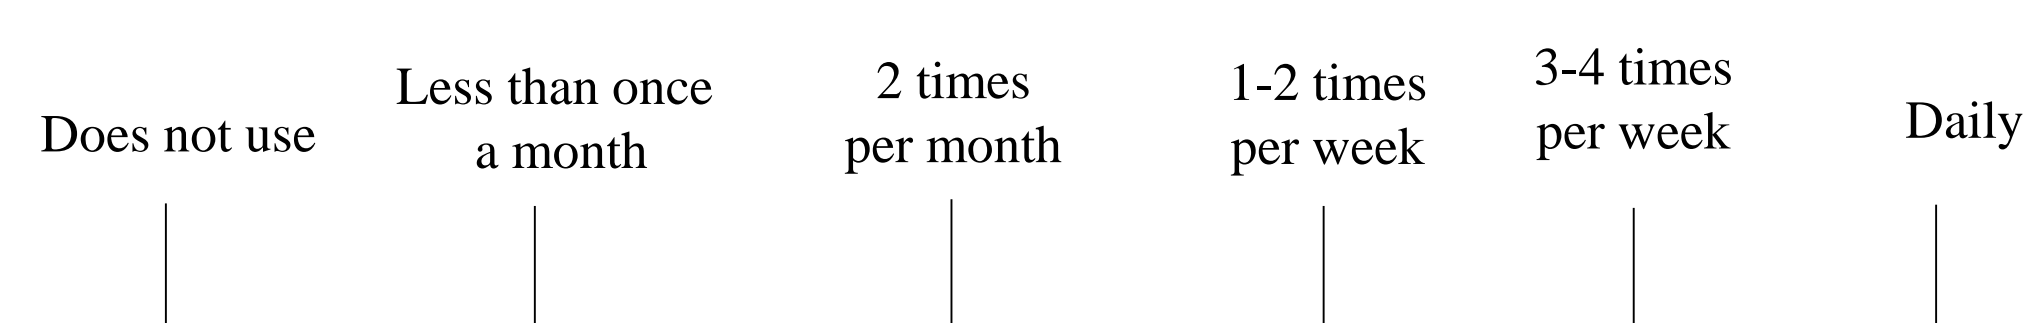 Does not use
Less than once
a month
2 times
per month
1-2 times
per week
3-4 times
per week
Daily